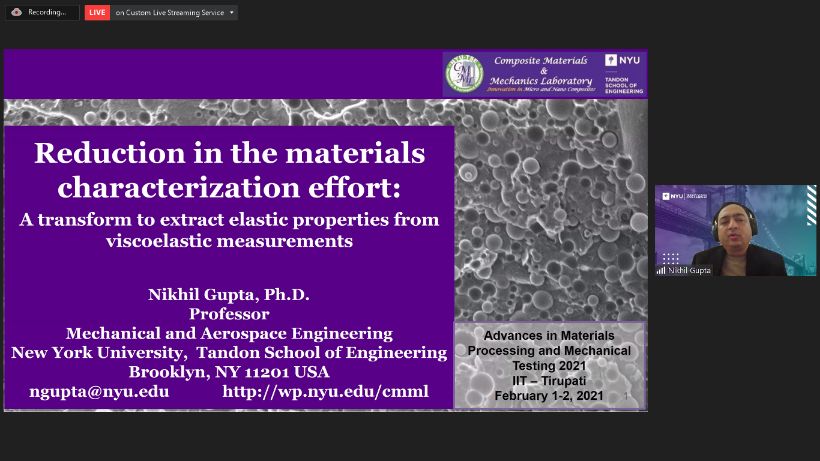 Recording...
LIVE
on Custom Live Streaming Service
Composite Materials
&
Mechanics Laboratory
Innovation in Micro and Nano Composites
NYU
TANDON
SCHOOL OF
ENGINEERING
Reduction in the materials
characterization effort:
A transform to extract elastic properties from
viscoelastic measurements
Nikhil Gupta, Ph.D.
Professor
Mechanical and Aerospace Engineering
New York University, Tandon School of Engineering
Brooklyn, NY 11201 USA
ngupta@nyu.edu http://wp.nyu.edu/cmml
Advances in Materials
Processing and Mechanical
Testing 2021
IIT – Tirupati
February 1-2, 2021
1
NYU
Nikhil Gupta